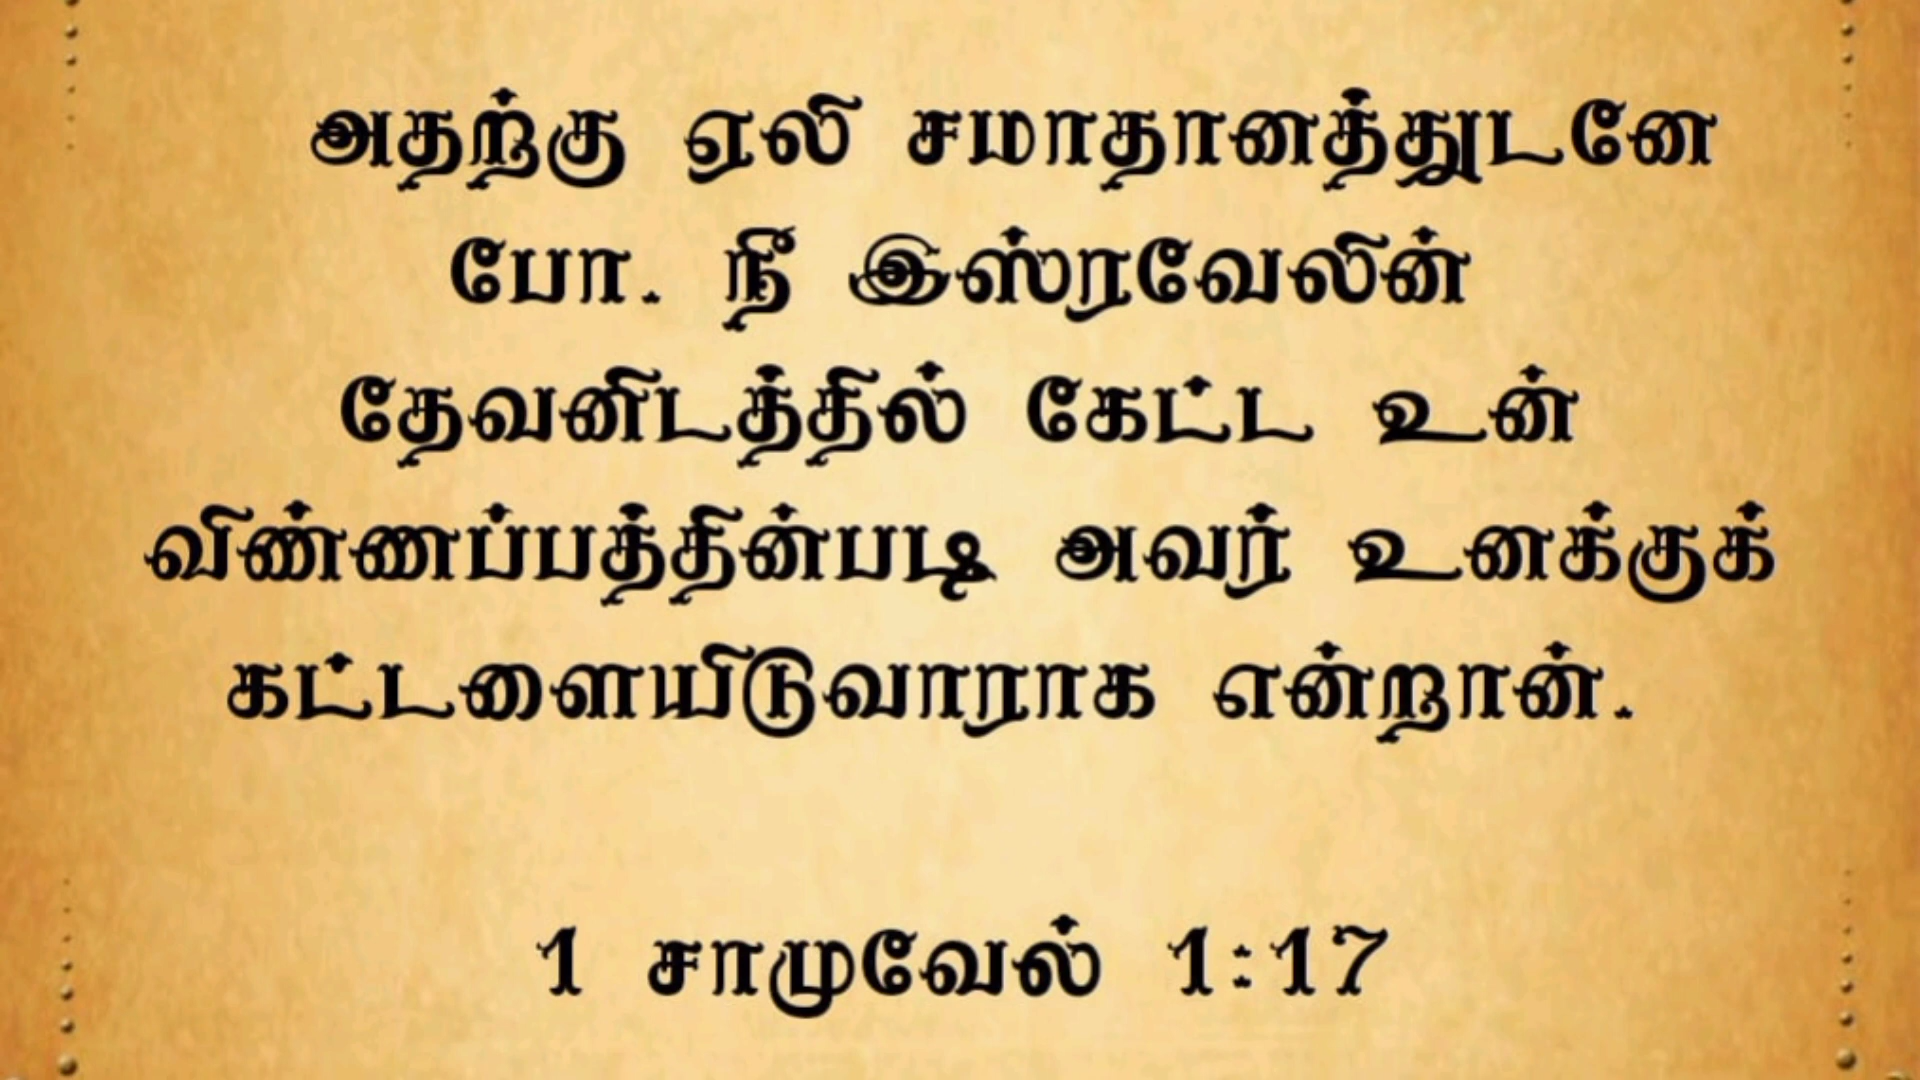 அதற்கு ஏலி சமாதானத்துடனே
போ. நீ இஸ்ரவேலின்
தேவனிடத்தில் கேட்ட உன்
விண்ணப்பத்தின்படி அவர் உனக்குக்
கட்டளையிடுவாராக என்றான்.
1 சாமுவேல் 1:17